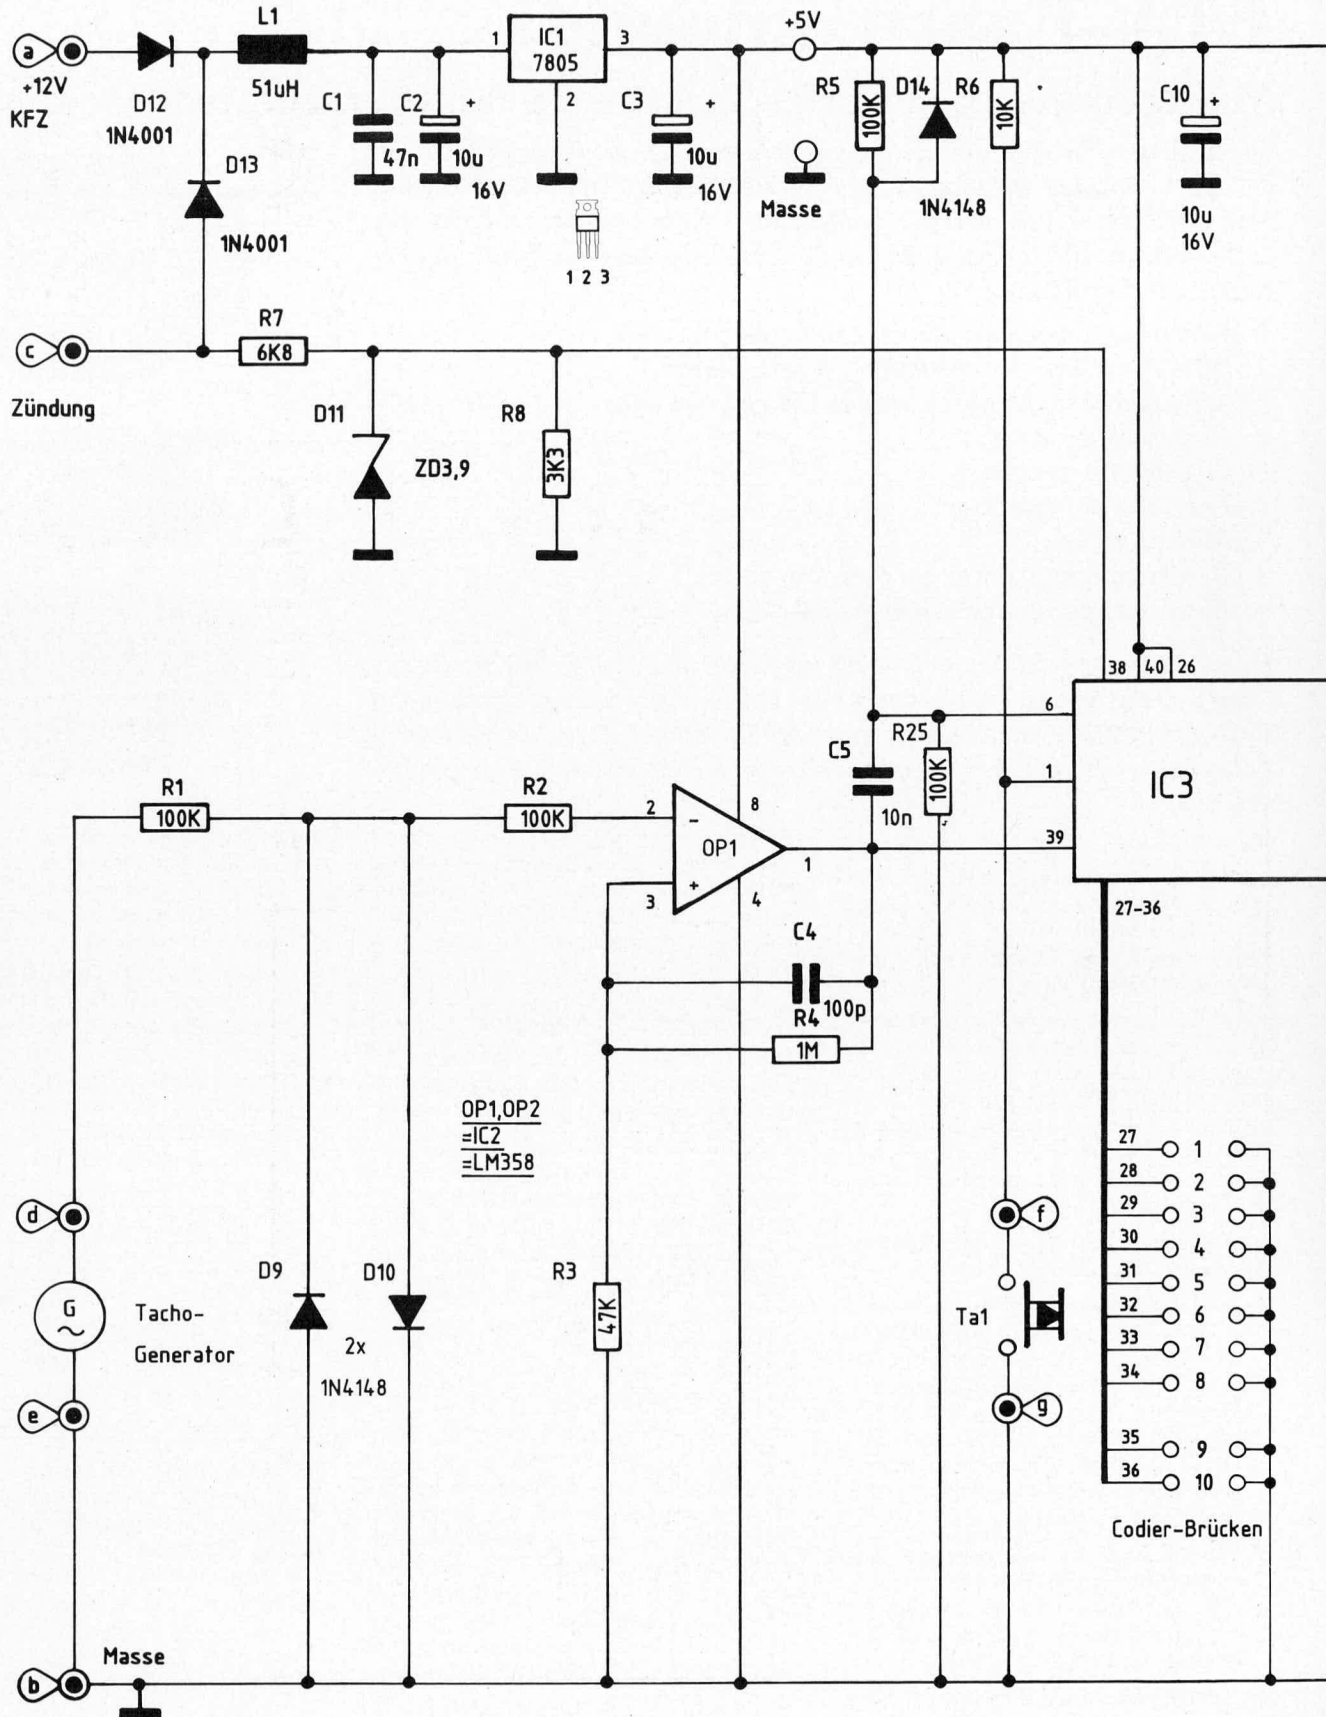 L1
+5V
a
1
IC1
7805
3
+12V
KFZ
D12
1N4001
51uH
C1
C2
+
2
C3
+
R5
100K
D14
R6
10K
C10
+
47n
10u
16V
10u
16V
D13
1N4001
Masse
1N4148
10u
16V
1 2 3
R7
6K8
c
Zündung
D11
ZD3,9
R8
3K3
38
40
26
6
R25
100K
C5
10n
1
IC3
39
R1
100K
R2
100K
2
-
8
OP1
1
3
+
4
27-36
C4
100p
R4
1M
OP1,OP2
=IC2
=LM358
27
1
28
2
29
3
30
4
31
5
32
6
33
7
34
8
35
9
36
10
Codier-Brücken
d
f
G
~
Tacho-
Generator
D9
D10
2x
1N4148
R3
47K
Ta1
e
g
Masse
b